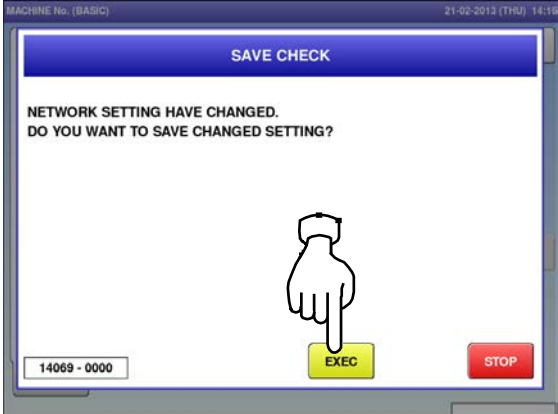 MACHINE No. (BASIC) 21-02-2013 (THU) 14:16
SAVE CHECK
NETWORK SETTING HAVE CHANGED.
DO YOU WANT TO SAVE CHANGED SETTING?
14069 - 0000 EXEC STOP